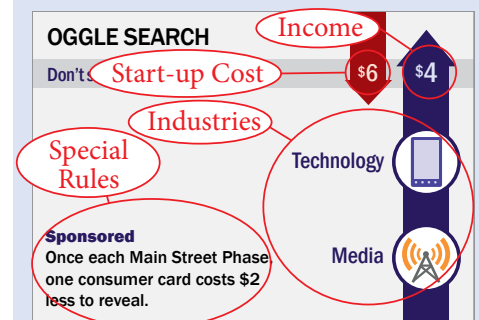 OGGLE SEARCH
Income
Don't
Start-up Cost
$6
$4
Industries
Special
Rules
Technology
Sponsored
Once each Main Street Phase
one consumer card costs $2
less to reveal.
Media